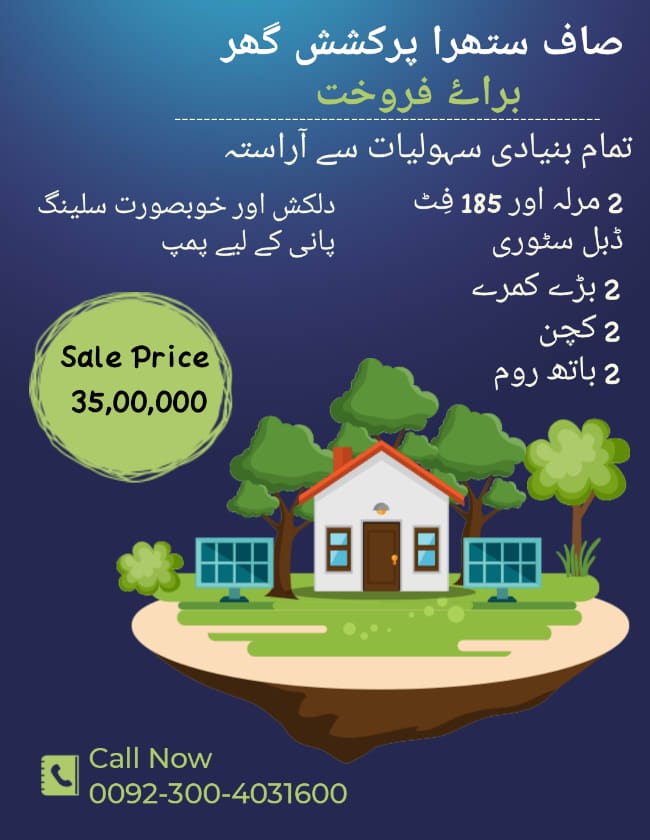 صاف ستھرا پرکشش گھر
برائے فروخت
تمام بنیادی سہولیات سے آراستہ
2 مرلہ اور 185 فِٹ
ڈبل سٹوری
2 بڑے کمرے
2 کچن
2 باتھ روم
دلکش اور خوبصورت سلینگ
پانی کے لیے پمپ
Sale Price
35,00,000
Call Now
0092-300-4031600